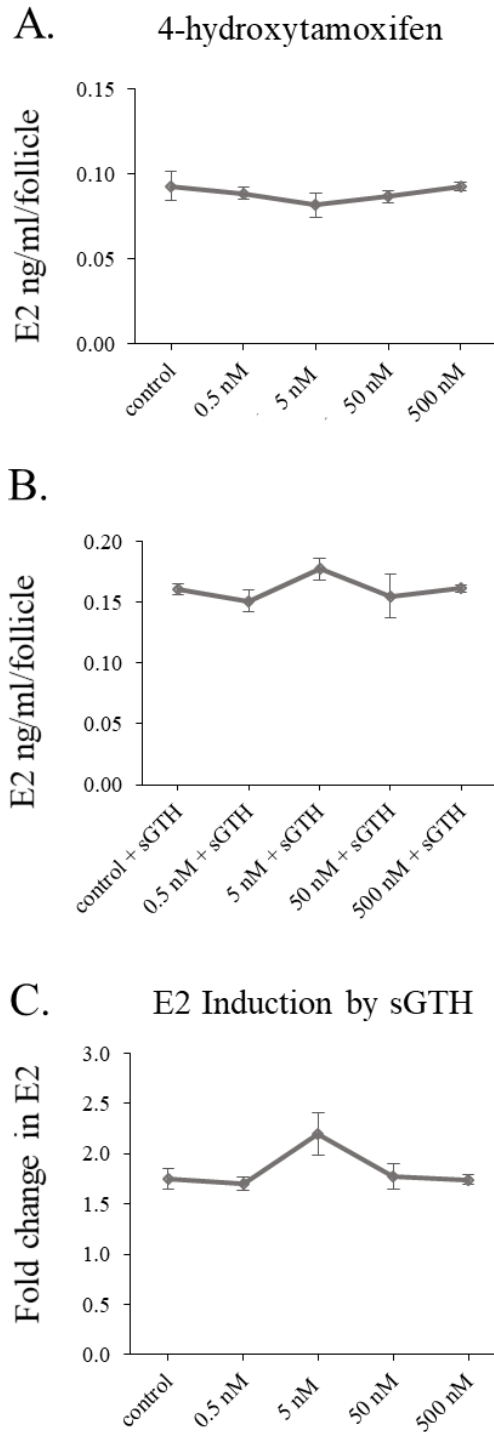 A. 4-hydroxytamoxifen
E2 ng/ml/follicle
0.15
0.10
0.05
0.00
control
0.5 nM
5 nM
50 nM
500 nM
B.
E2 ng/ml/follicle
0.20
0.15
0.10
0.05
0.00
control + sGTH
0.5 nM + sGTH
5 nM + sGTH
50 nM + sGTH
500 nM + sGTH
C. E2 Induction by sGTH
Fold change in E2
3.0
2.5
2.0
1.5
1.0
0.5
0.0
control
0.5 nM
5 nM
50 nM
500 nM